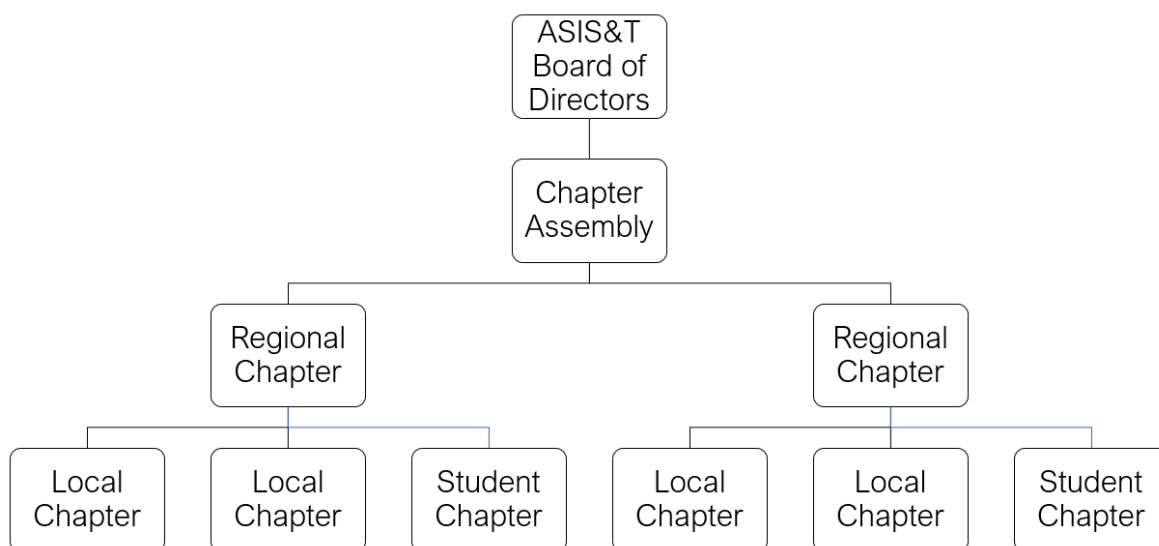 ASIS&T
Board of
Directors
Chapter
Assembly
Regional
Chapter
Regional
Chapter
Local
Chapter
Local
Chapter
Student
Chapter
Local
Chapter
Local
Chapter
Student
Chapter